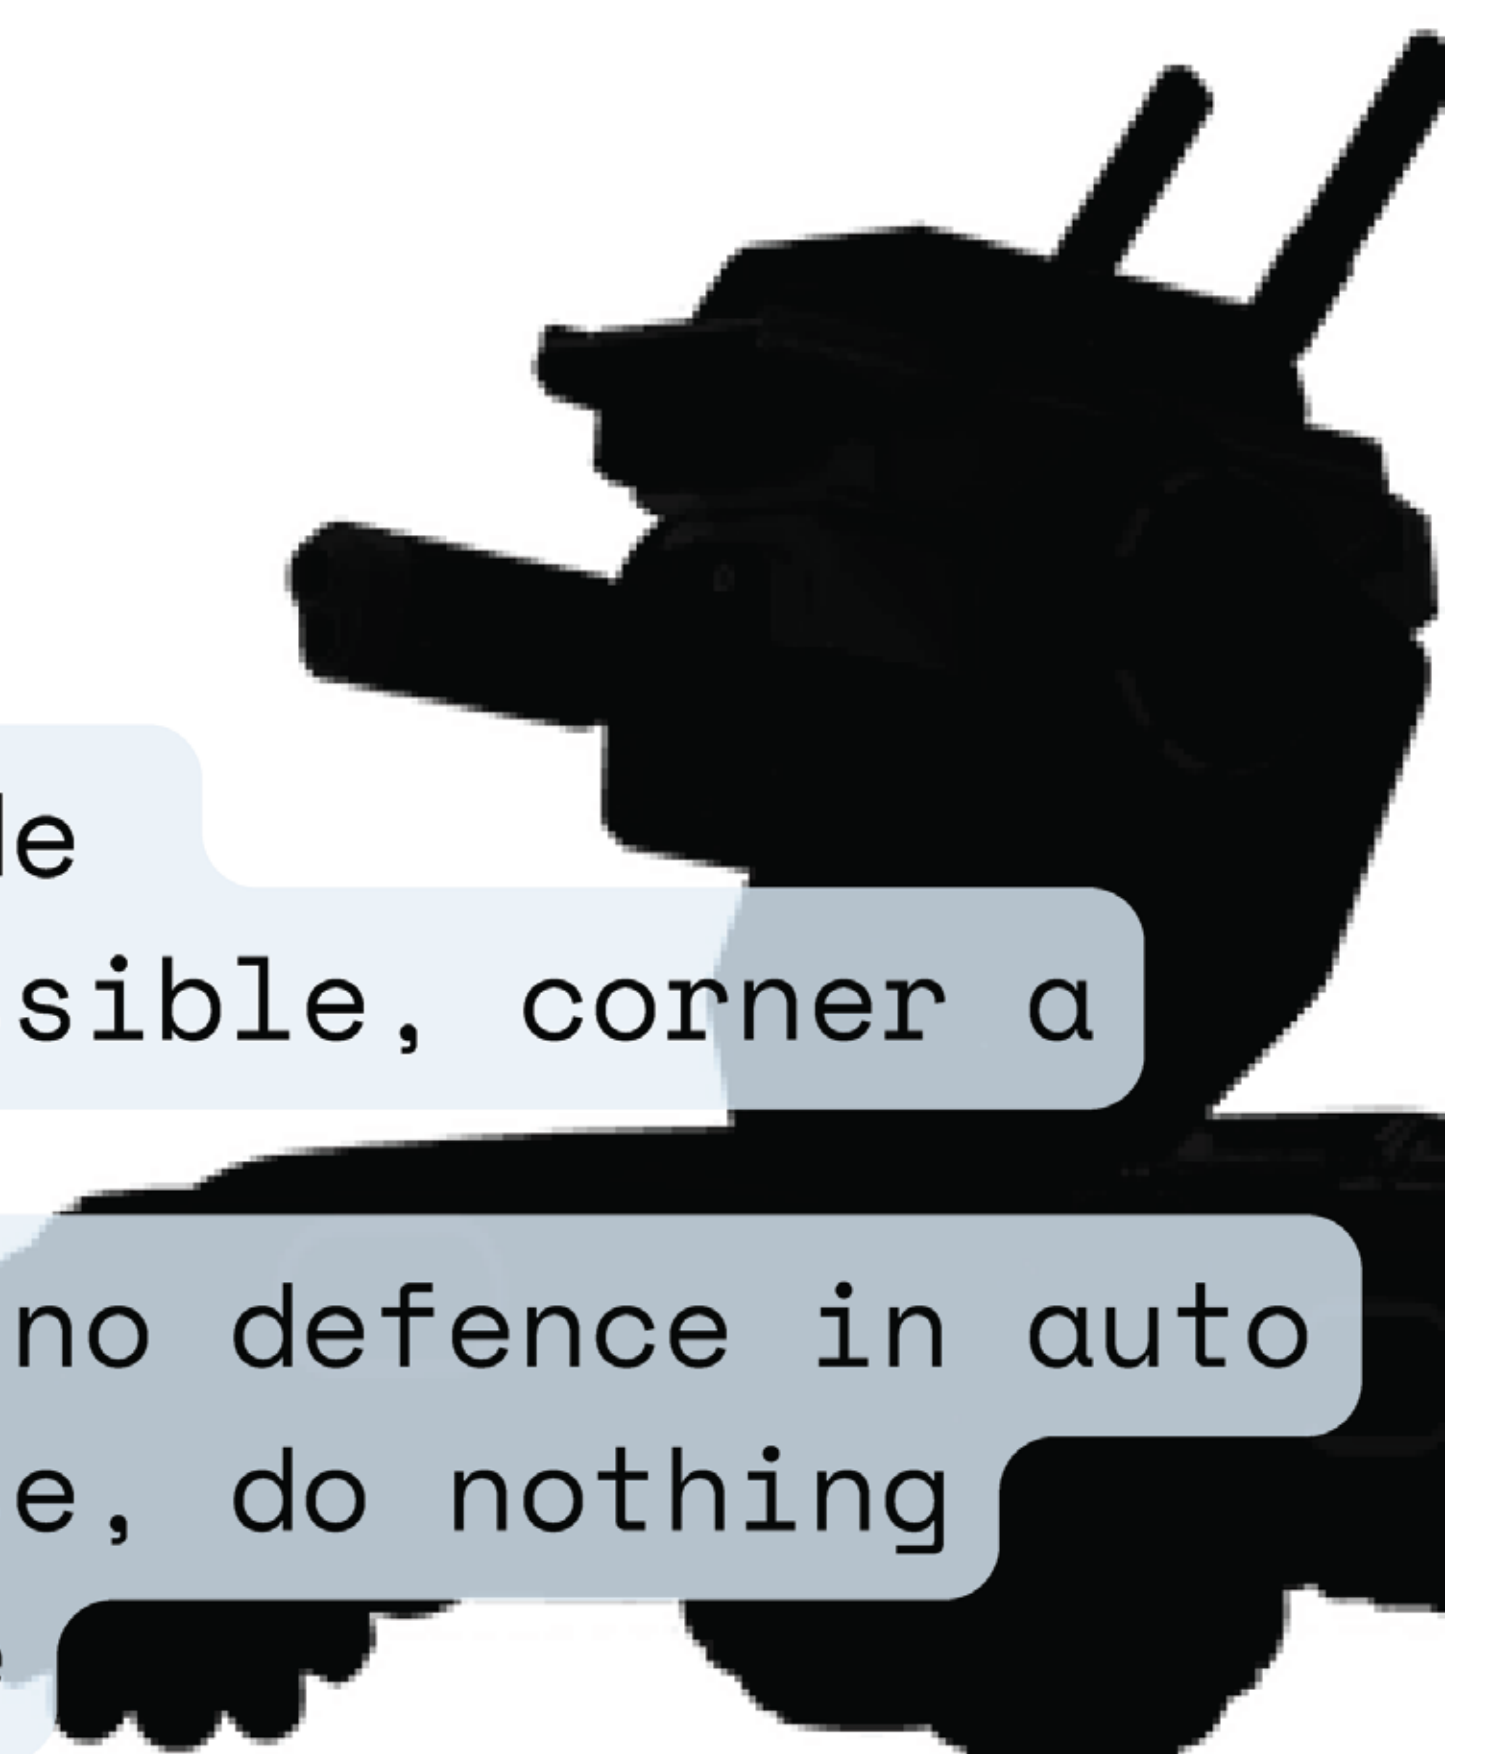 sible, corner a
no defence in auto
e, do nothing